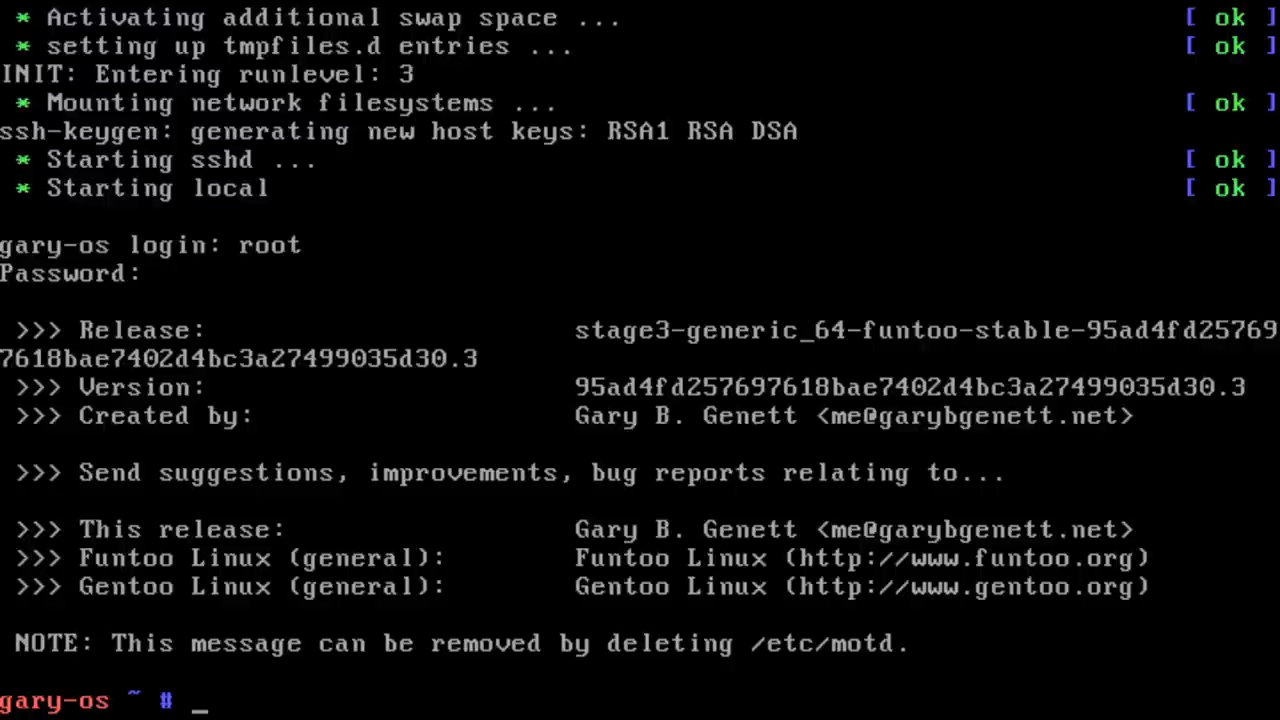 * Activating additional swap space ... [ ok ]
* setting up tmpfiles.d entries ... [ ok ]
INIT: Entering runlevel: 3
* Mounting network filesystems ... [ ok ]
ssh-keygen: generating new host keys: RSA1 RSA DSA
* Starting sshd ... [ ok ]
* Starting local [ ok ]
gary-os login: root
Password:
>>> Release: stage3-generic_64-funtoo-stable-95ad4fd25769
7618bae7402d4bc3a27499035d30.3
>>> Version: 95ad4fd257697618bae7402d4bc3a27499035d30.3
>>> Created by: Gary B. Genett <me@garybgenett.net>
>>> Send suggestions, improvements, bug reports relating to...
>>> This release: Gary B. Genett <me@garybgenett.net>
>>> Funtoo Linux (general): Funtoo Linux (http://www.funtoo.org)
>>> Gentoo Linux (general): Gentoo Linux (http://www.gentoo.org)
NOTE: This message can be removed by deleting /etc/motd.
gary-os ~ # _